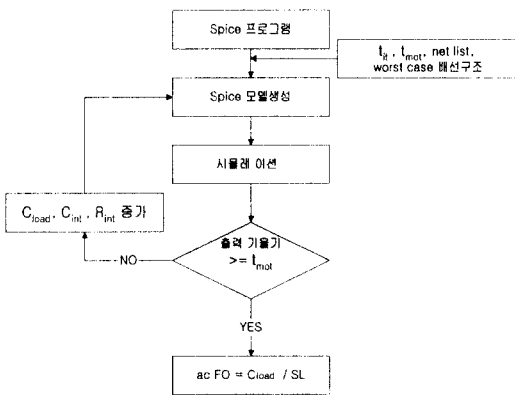 Spice 프로그램
t_it , t_mot, net list,
worst case 배선구조
Spice 모델생성
시뮬레 이션
C_load, C_int , R_int 증가
출력 기울기
>= t_mot
NO
YES
ac FO = Cload / SL